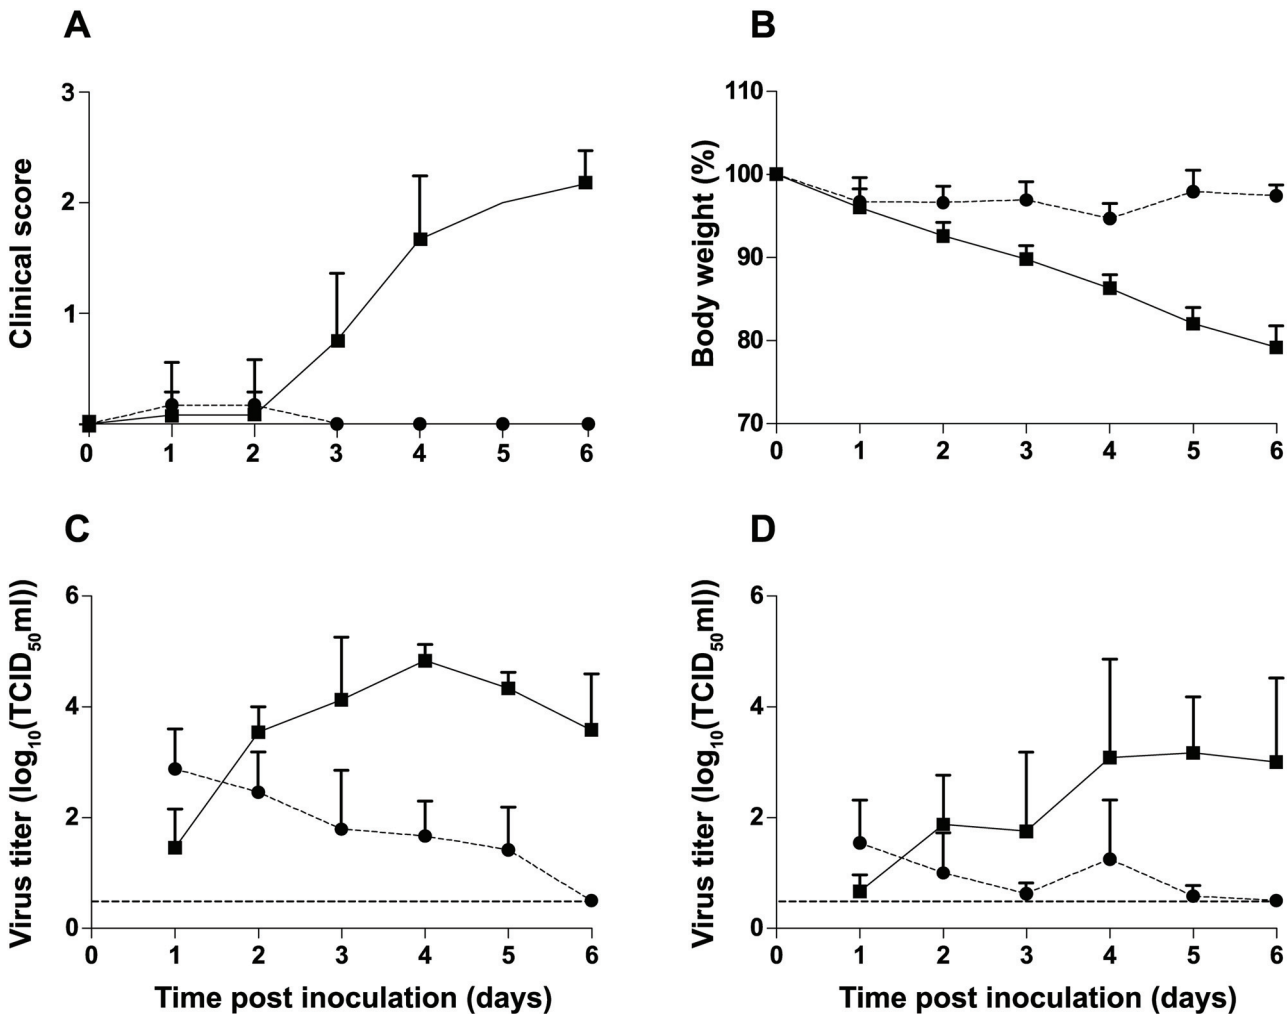 A
3
2
1
Clinical score
0 1 2 3 4 5 6
B
110
100
90
80
70
Body weight (%)
0 1 2 3 4 5 6
C
6
4
2
0
Virus titer (log10(TCID50ml))
0 1 2 3 4 5 6
Time post inoculation (days)
D
6
4
2
0
Virus titer (log10(TCID50ml))
0 1 2 3 4 5 6
Time post inoculation (days)